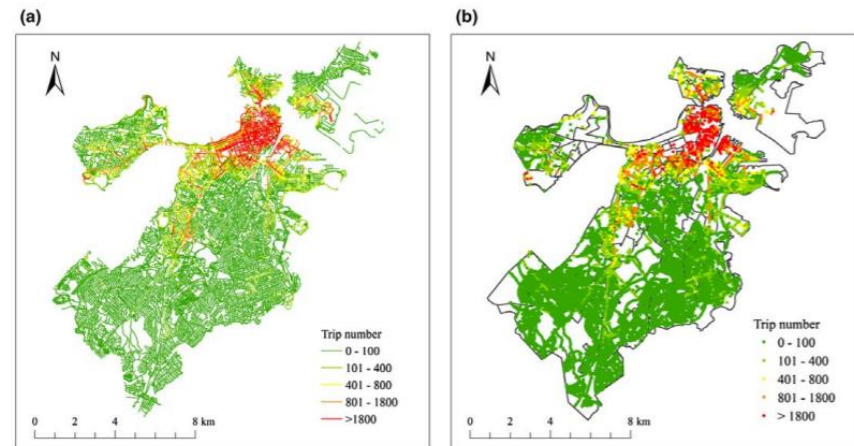 (a)
N
Trip number
0 - 100
101 - 400
401 - 800
801 - 1800
>1800
0 2 4 8 km
(b)
N
Trip number
0 - 100
101 - 400
401 - 800
801 - 1800
> 1800
0 2 4 8 km